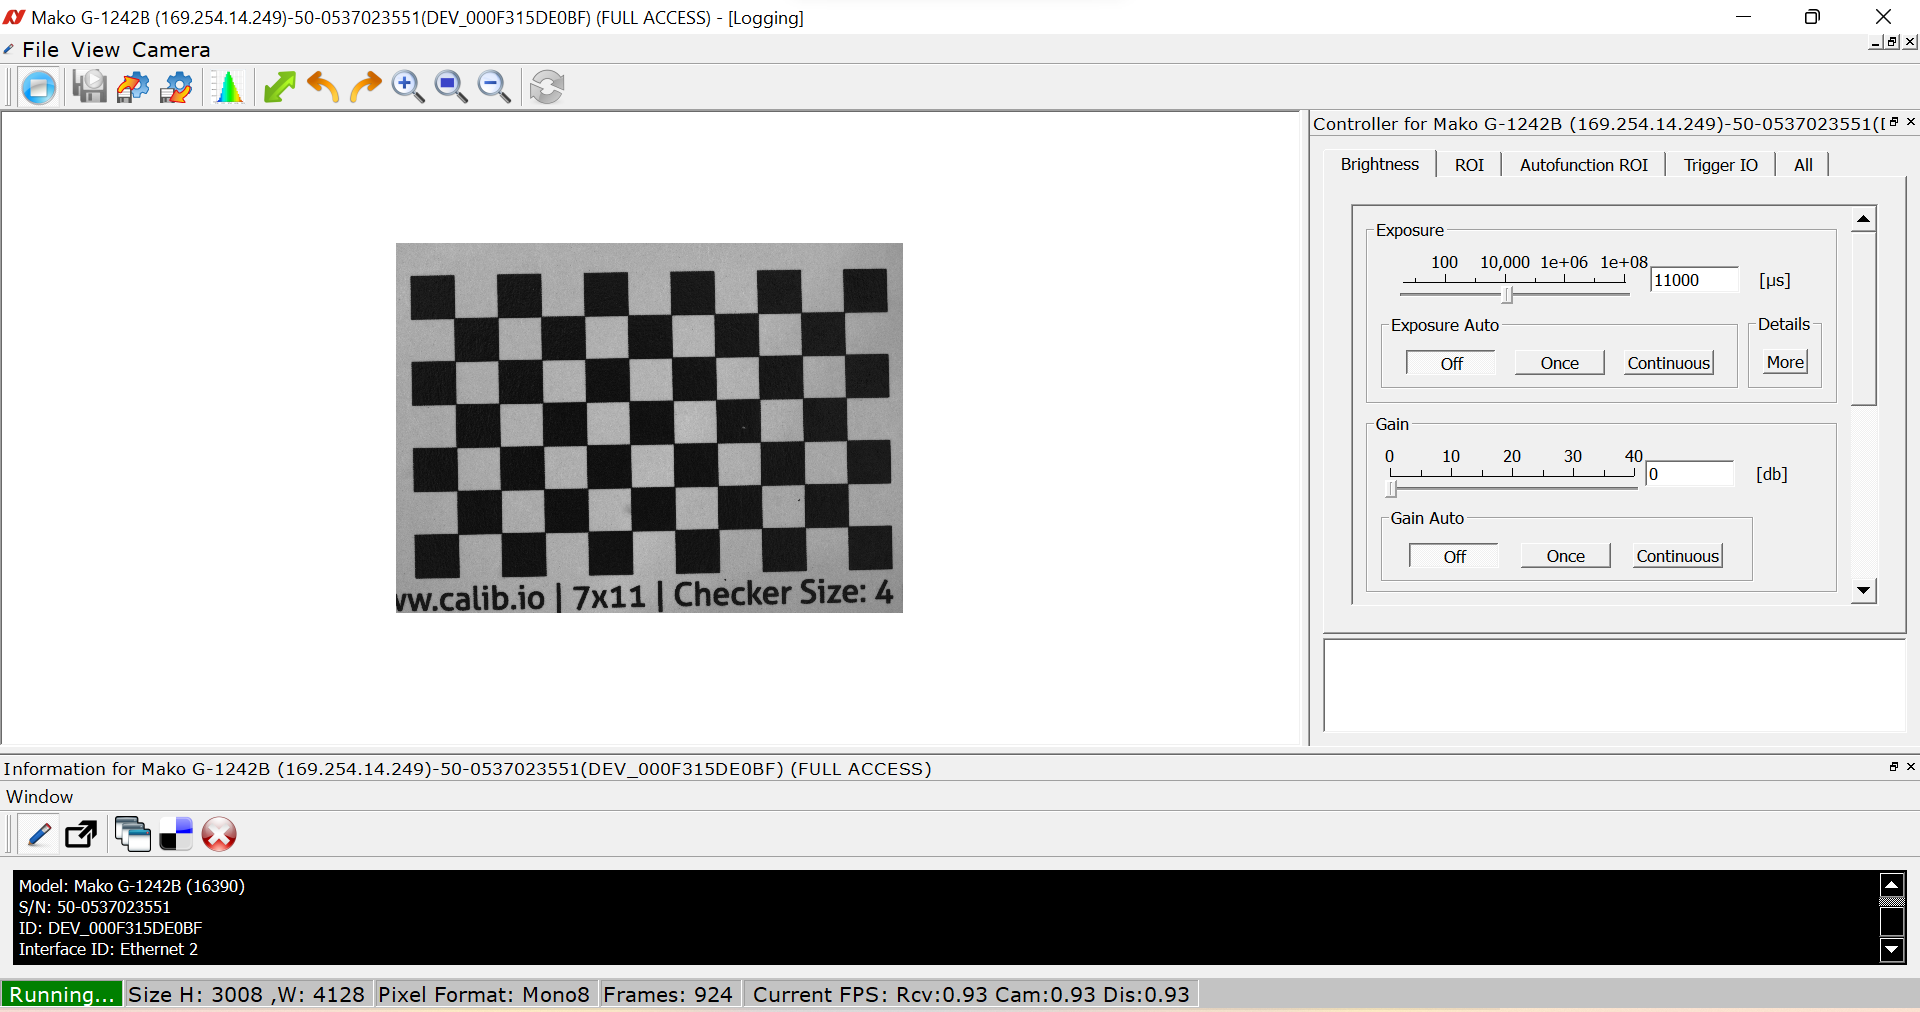 Mako G-1242B (169.254.14.249)-50-0537023551(DEV_000F315DE0BF) (FULL ACCESS) - [Logging]
File View Camera
Controller for Mako G-1242B (169.254.14.249)-50-0537023551([
Brightness ROI Autofunction ROI Trigger IO All
Exposure
100 10,000 1e+06 1e+08
11000 [µs]
Exposure Auto Details
Off Once Continuous More
Gain
0 10 20 30 40
0 [db]
Gain Auto
Off Once Continuous
ww.calib.io | 7x11 | Checker Size: 4
Information for Mako G-1242B (169.254.14.249)-50-0537023551(DEV_000F315DE0BF) (FULL ACCESS)
Window
Model: Mako G-1242B (16390)
S/N: 50-0537023551
ID: DEV_000F315DE0BF
Interface ID: Ethernet 2
Running... Size H: 3008 ,W: 4128 Pixel Format: Mono8 Frames: 924 Current FPS: Rcv:0.93 Cam:0.93 Dis:0.93